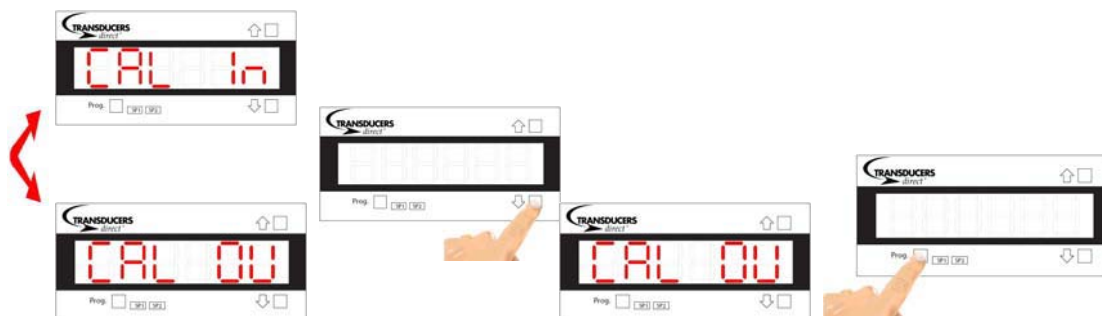 TRANSDUCERS
direct
CAL In
Prog. SP1 SP2
TRANSDUCERS
direct
Prog. SP1 SP2
TRANSDUCERS
direct
Prog. SP1 SP2
TRANSDUCERS
direct
CAL OU
Prog. SP1 SP2
TRANSDUCERS
direct
CAL OU
Prog. SP1 SP2